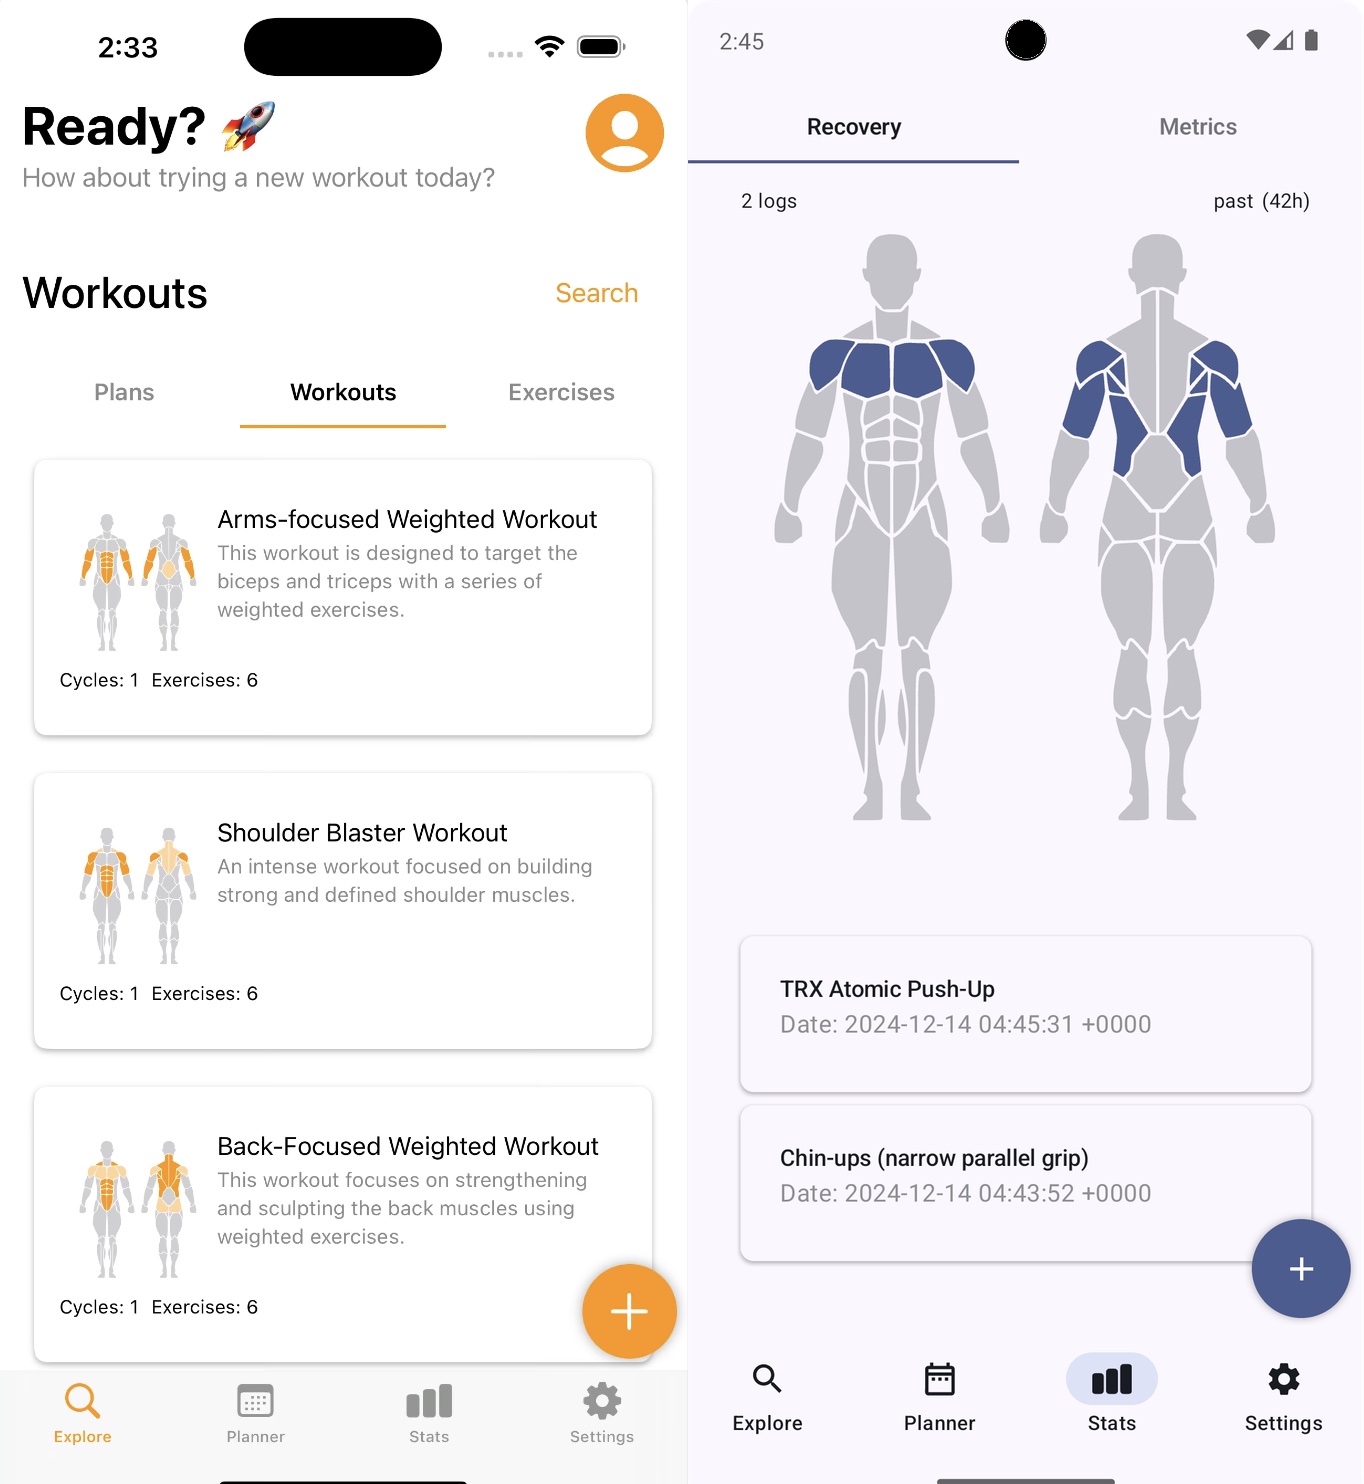 2:33
Ready? 🚀
How about trying a new workout today?
Workouts
Search
Plans
Workouts
Exercises
Arms-focused Weighted Workout
This workout is designed to target the
biceps and triceps with a series of
weighted exercises.
Cycles: 1 Exercises: 6
Shoulder Blaster Workout
An intense workout focused on building
strong and defined shoulder muscles.
Cycles: 1 Exercises: 6
Back-Focused Weighted Workout
This workout focuses on strengthening
and sculpting the back muscles using
weighted exercises.
Cycles: 1 Exercises: 6
Explore
Planner
Stats
Settings
2:45
Recovery
Metrics
2 logs
past (42h)
TRX Atomic Push-Up
Date: 2024-12-14 04:45:31 +0000
Chin-ups (narrow parallel grip)
Date: 2024-12-14 04:43:52 +0000
Explore
Planner
Stats
Settings